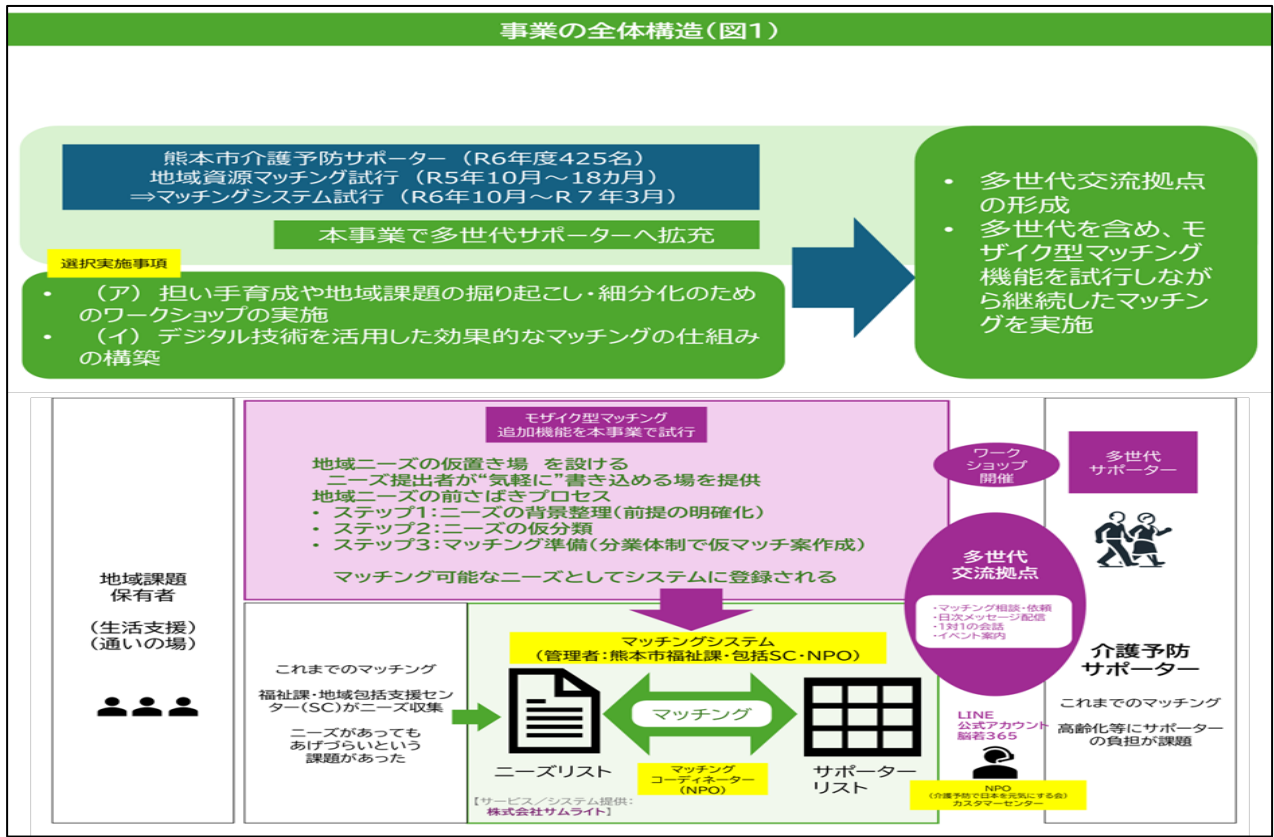 事業の全体構造(図1)
熊本市介護予防サポーター（R6年度425名）
地域資源マッチング試行（R5年10月～18カ月）
⇒マッチングシステム試行（R6年10月～R７年3月）
本事業で多世代サポーターへ拡充
選択実施事項
• （ア）担い手育成や地域課題の掘り起こし・細分化のため
のワークショップの実施
• （イ）デジタル技術を活用した効果的なマッチングの仕組み
の構築
• 多世代交流拠点
の形成
• 多世代を含め、モ
ザイク型マッチング
機能を試行しなが
ら継続したマッチン
グを実施
地域課題
保有者
（生活支援）
（通いの場）
モザイク型マッチング
追加機能を本事業で試行
地域ニーズの仮置き場 を設ける
ニーズ提出者が“気軽に”書き込める場を提供
地域ニーズの前さばきプロセス
• ステップ1：ニーズの背景整理(前提の明確化)
• ステップ2：ニーズの仮分類
• ステップ3：マッチング準備(分業体制で仮マッチ案作成)
マッチング可能なニーズとしてシステムに登録される
これまでのマッチング
福祉課・地域包括支援セン
ター(SC)がニーズ収集
ニーズがあっても
あげづらいという
課題があった
マッチングシステム
(管理者：熊本市福祉課・包括SC・NPO)
マッチング
ニーズリスト
マッチング
コーディネーター
(NPO)
サポーター
リスト
【サービス／システム提供：
株式会社サムライト】
ワーク
ショップ
開催
多世代
交流拠点
・マッチング相談・依頼
・日次メッセージ配信
・1対1の会話
・イベント案内
LINE
公式アカウント
脳若365
NPO
（介護予防で日本を元気にする会）
カスタマーセンター
多世代
サポーター
介護予防
サポーター
これまでのマッチング
高齢化等にサポーター
の負担が課題